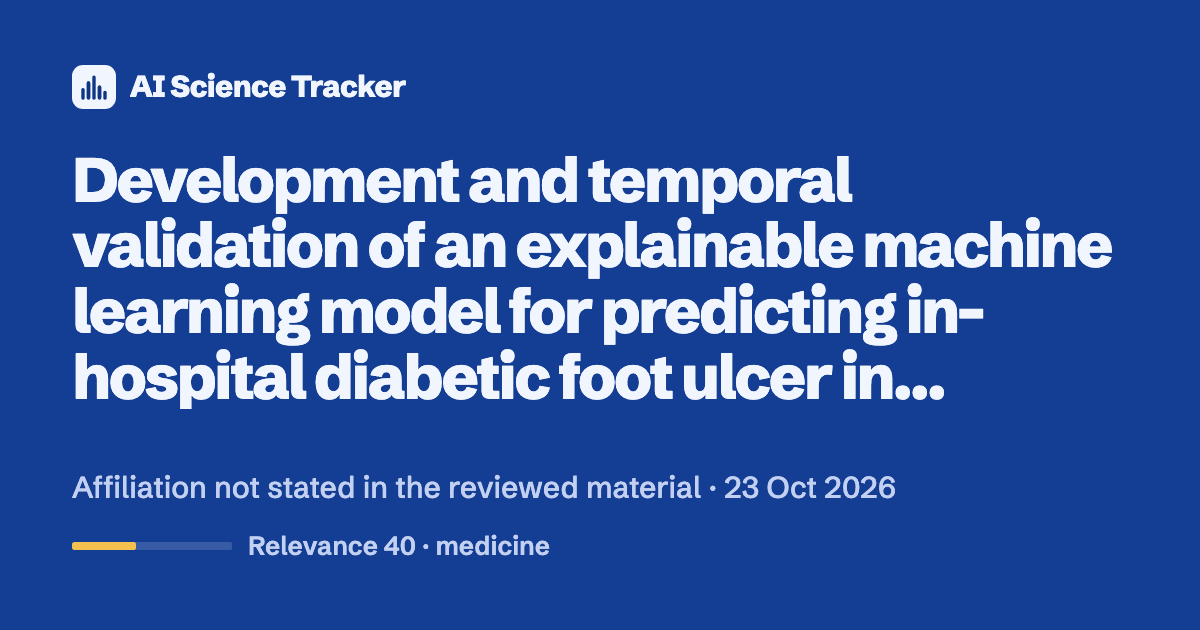 AI Science Tracker
Development and temporal
validation of an explainable machine
learning model for predicting in-
hospital diabetic foot ulcer in...
Affiliation not stated in the reviewed material · 23 Oct 2026
Relevance 40 · medicine